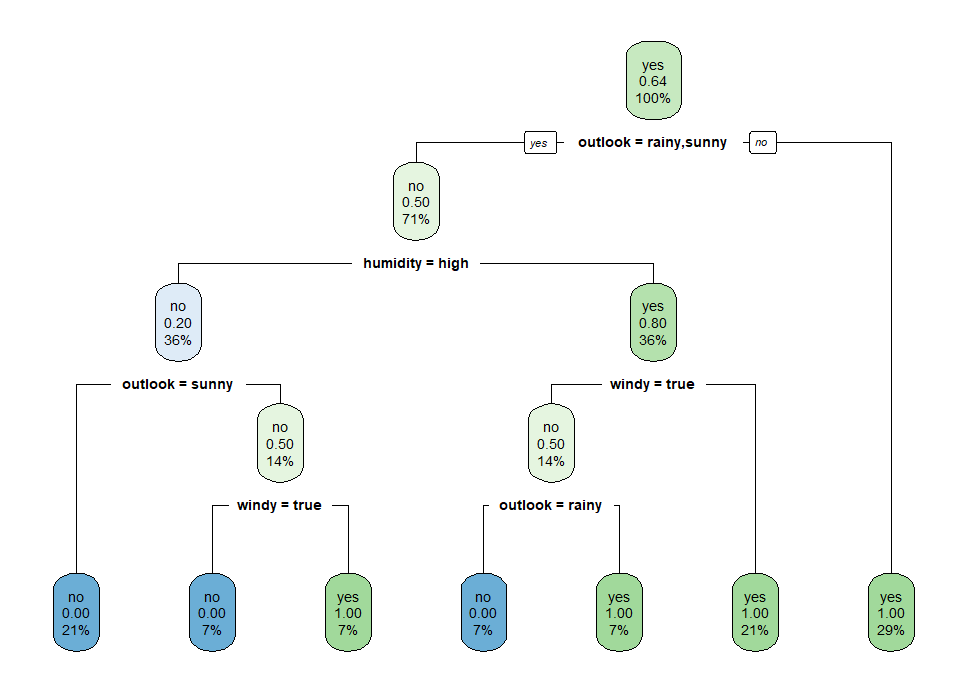 yes
0.64
100%
yes
outlook = rainy,sunny
no
no
0.50
71%
humidity = high
no
0.20
36%
yes
0.80
36%
outlook = sunny
windy = true
no
0.50
14%
no
0.50
14%
windy = true
outlook = rainy
no
0.00
21%
no
0.00
7%
yes
1.00
7%
no
0.00
7%
yes
1.00
7%
yes
1.00
21%
yes
1.00
29%